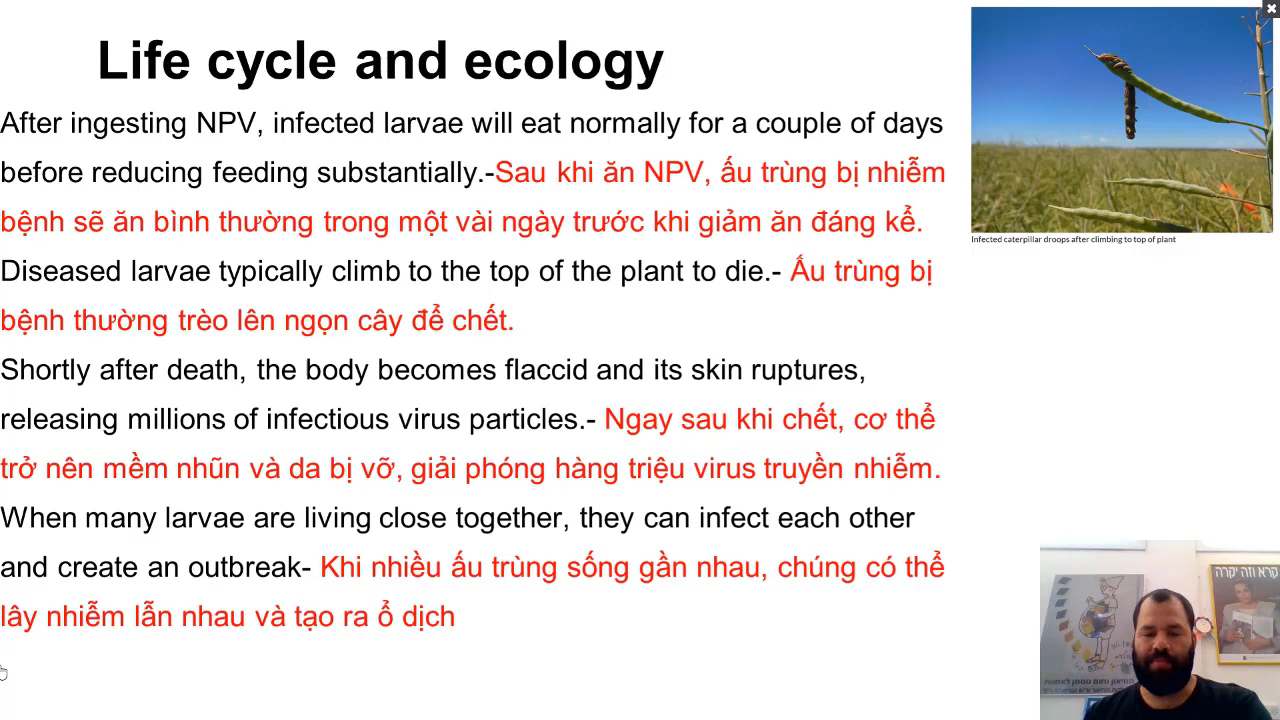 Life cycle and ecology
After ingesting NPV, infected larvae will eat normally for a couple of days
before reducing feeding substantially.-Sau khi ăn NPV, ấu trùng bị nhiễm
bệnh sẽ ăn bình thường trong một vài ngày trước khi giảm ăn đáng kể.
Diseased larvae typically climb to the top of the plant to die.- Ấu trùng bị
bệnh thường trèo lên ngọn cây để chết.
Shortly after death, the body becomes flaccid and its skin ruptures,
releasing millions of infectious virus particles.- Ngay sau khi chết, cơ thể
trở nên mềm nhũn và da bị vỡ, giải phóng hàng triệu virus truyền nhiễm.
When many larvae are living close together, they can infect each other
and create an outbreak- Khi nhiều ấu trùng sống gần nhau, chúng có thể
lây nhiễm lẫn nhau và tạo ra ổ dịch
Infected caterpillar droops after climbing to top of plant
קרא וזה יקרה